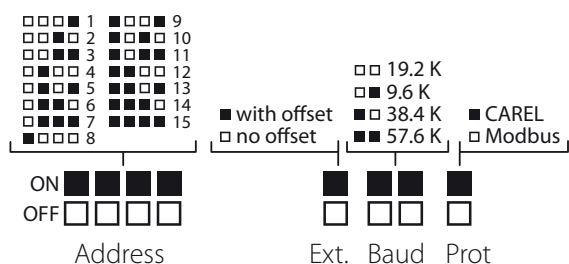 1 9
2 10
3 11
4 12
5 13
6 14
7 15
8
with offset
no offset
19.2 K
9.6 K
38.4 K
57.6 K
CAREL
Modbus
ON
OFF
Address Ext. Baud Prot